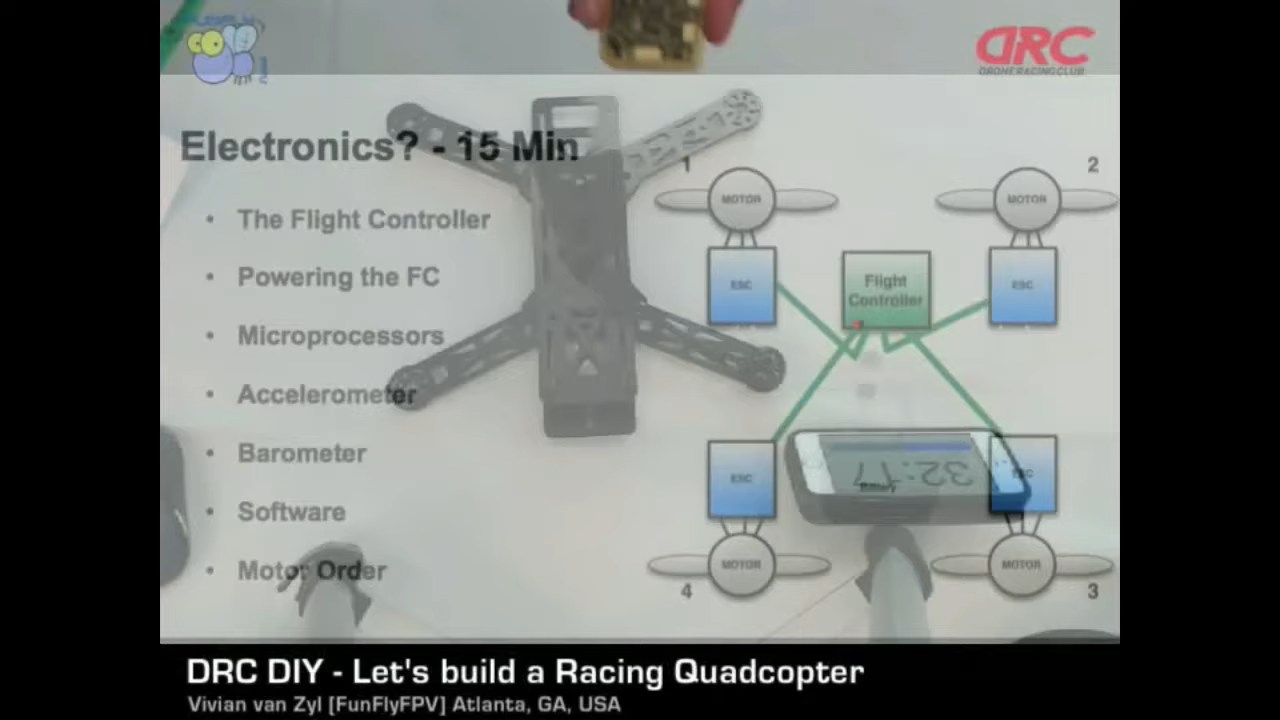 DRC
DRONE RACING CLUB
Electronics? - 15 Min
• The Flight Controller
• Powering the FC
• Microprocessors
• Accelerometer
• Barometer
• Software
• Motor Order
1
2
MOTOR
MOTOR
ESC
Flight
Controller
ESC
32:17
ESC
ESC
MOTOR
MOTOR
4
3
DRC DIY - Let's build a Racing Quadcopter
Vivian van Zyl [FunFlyFPV] Atlanta, GA, USA